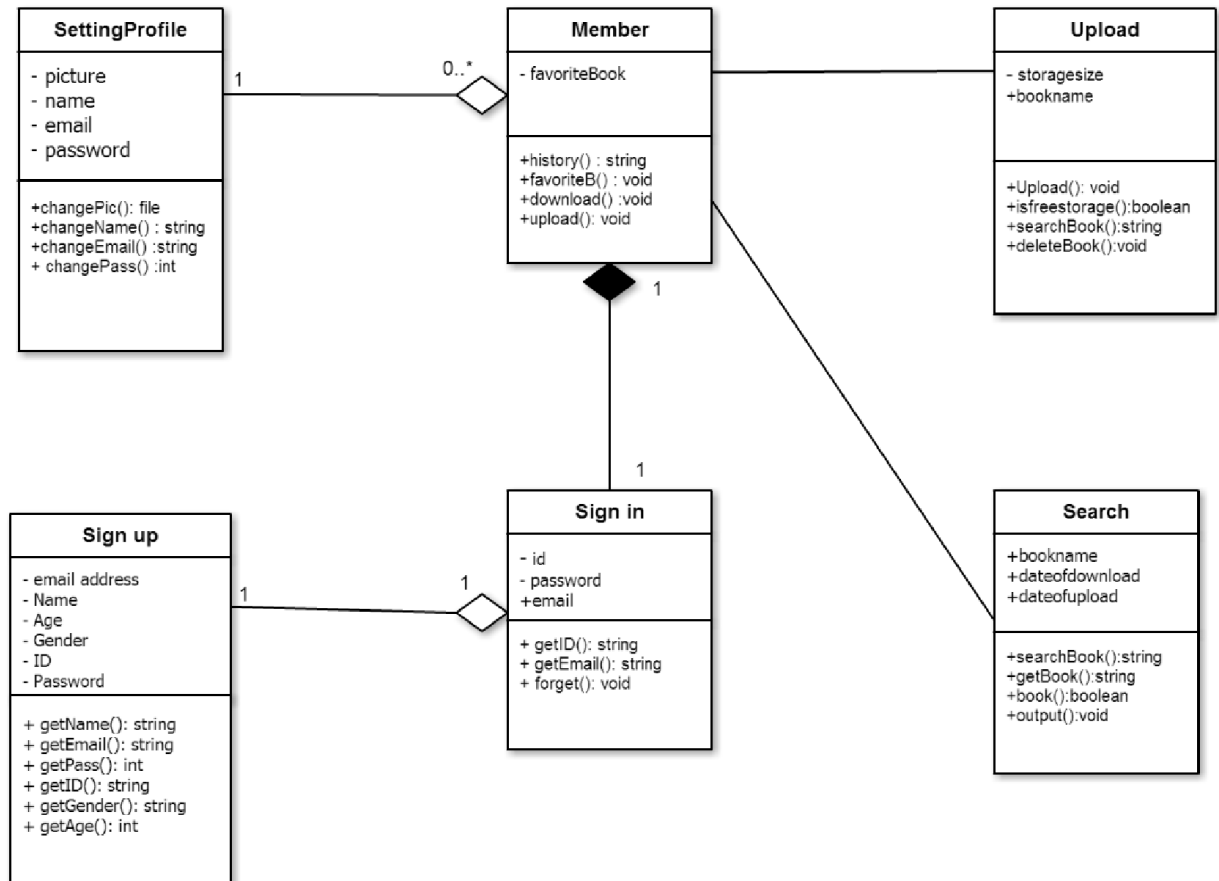 SettingProfile
- picture
- name
- email
- password
+changePic(): file
+changeName() : string
+changeEmail() :string
+ changePass() :int
1
0..*
Member
- favoriteBook
+history() : string
+favoriteB() : void
+download() :void
+upload(): void
1
1
Upload
- storagesize
+bookname
+Upload(): void
+isfreestorage():boolean
+searchBook():string
+deleteBook():void
Sign up
- email address
- Name
- Age
- Gender
- ID
- Password
+ getName(): string
+ getEmail(): string
+ getPass(): int
+ getID(): string
+ getGender(): string
+ getAge(): int
1
1
Sign in
- id
- password
+email
+ getID(): string
+ getEmail(): string
+ forget(): void
Search
+bookname
+dateofdownload
+dateofupload
+searchBook():string
+getBook():string
+book():boolean
+output():void